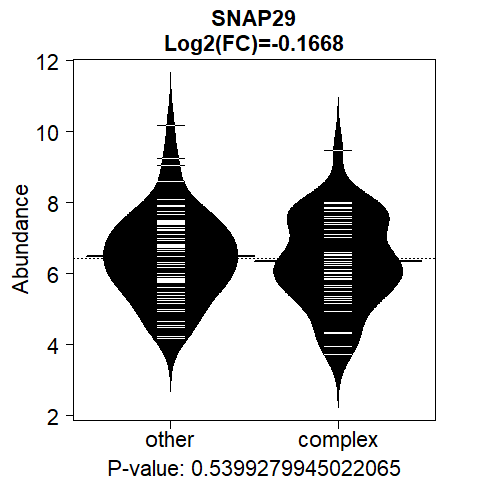 SNAP29
Log2(FC)=-0.1668
Abundance
12
10
8
6
4
2
other complex
P-value: 0.5399279945022065